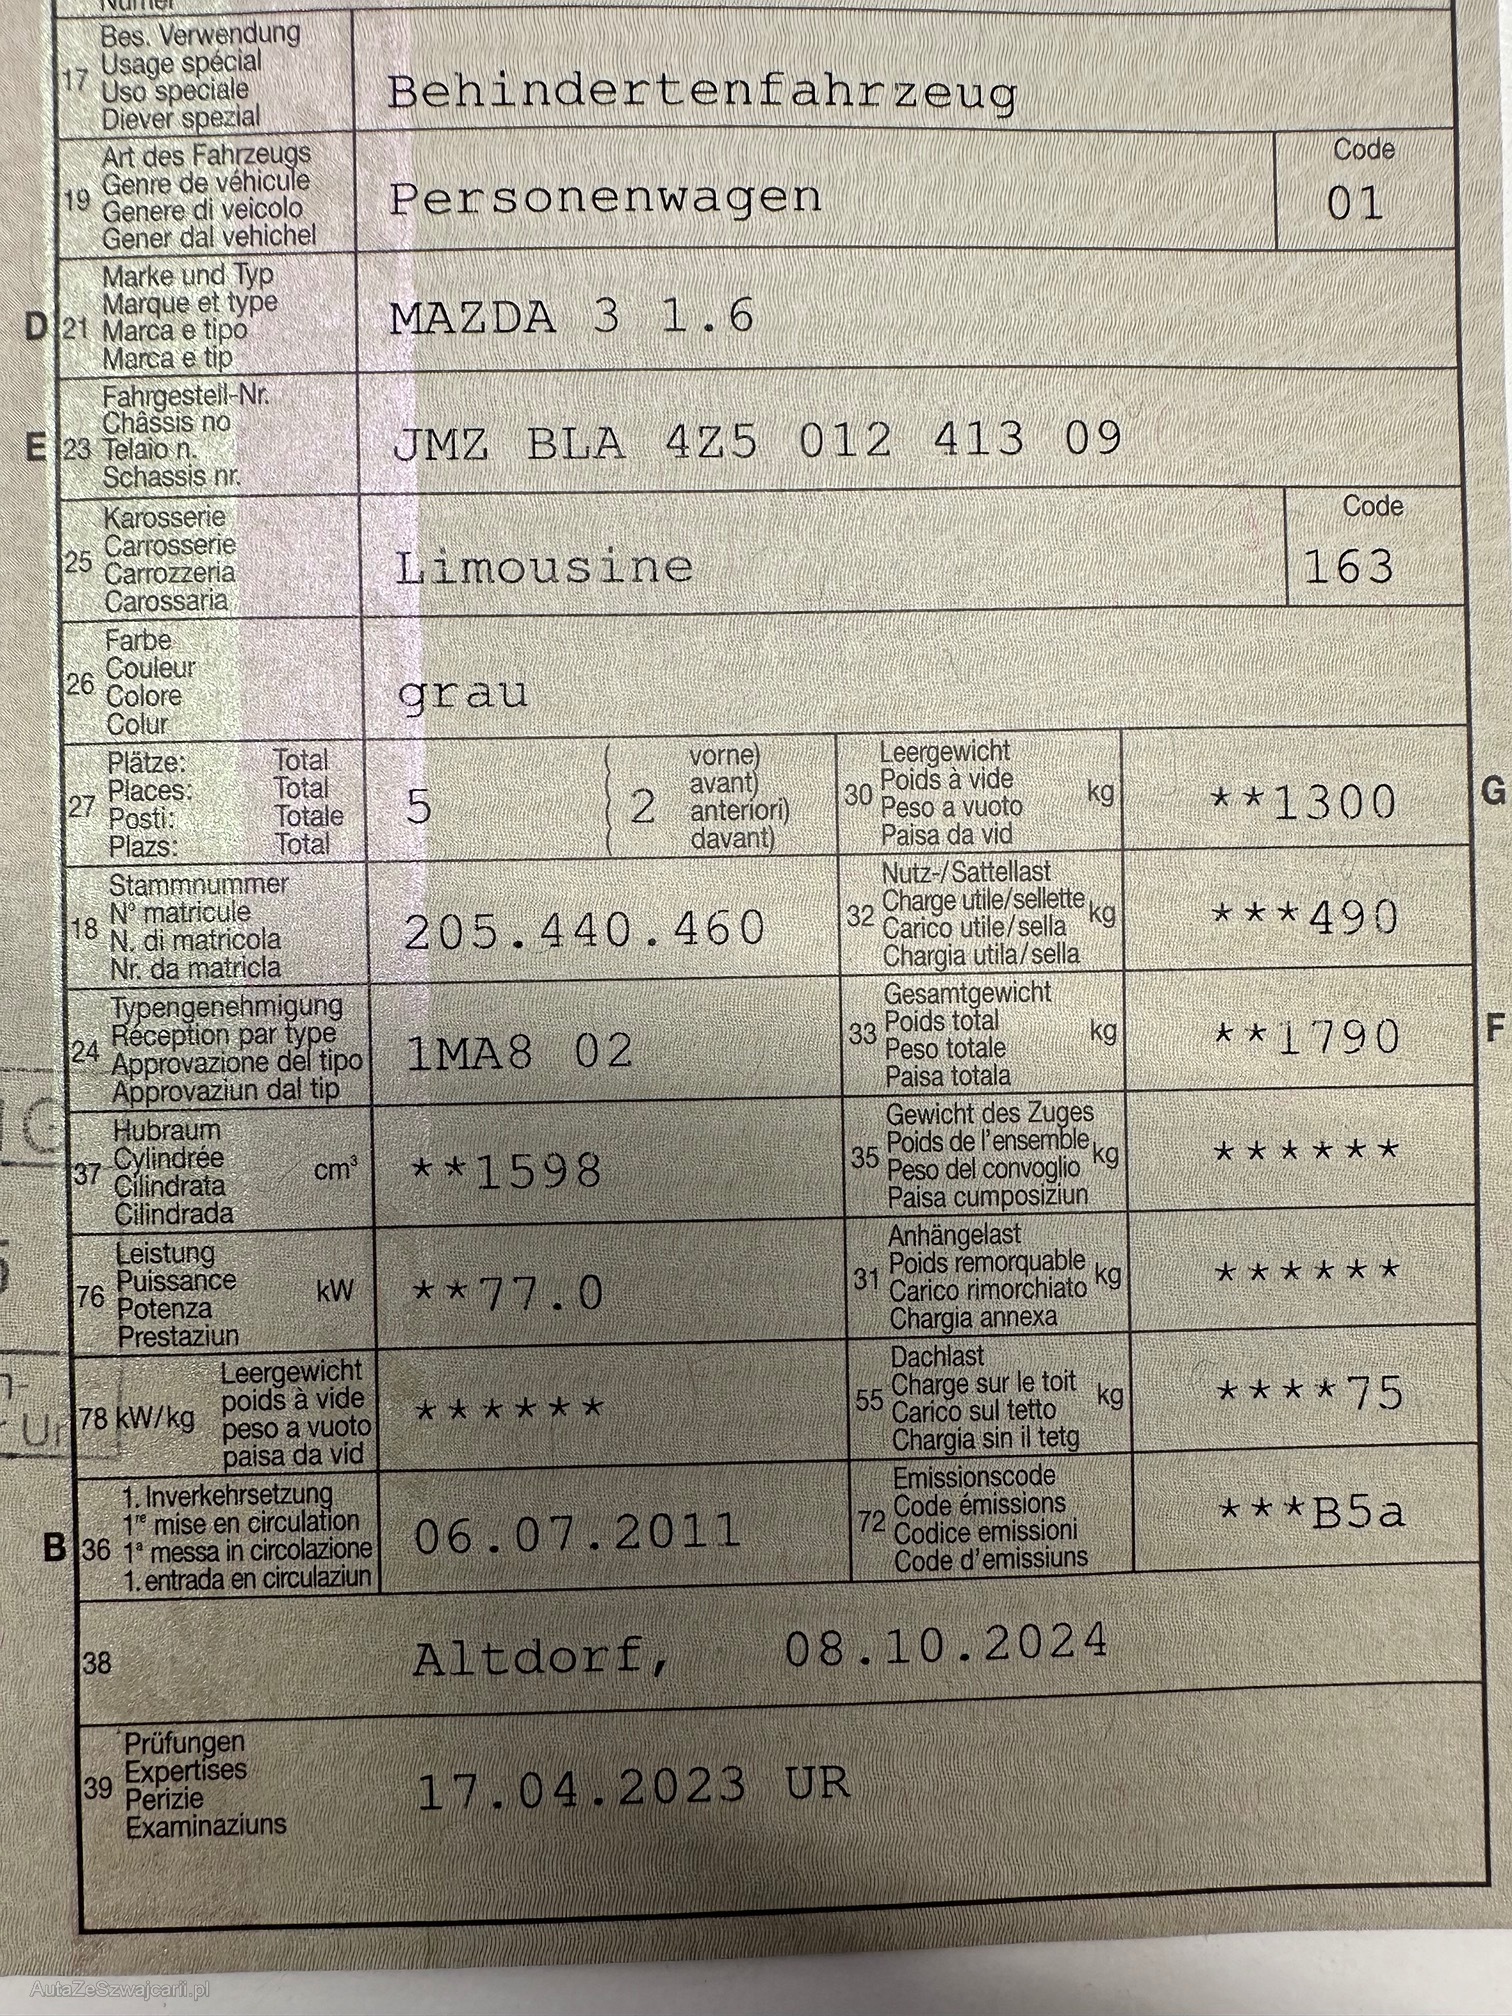 Bes. Verwendung
17 Usage spécial
Uso speciale
Diever spezial
Behindertenfahrzeug
Art des Fahrzeugs
19 Genre de véhicule
Genere di veicolo
Gener dal vehichel
Personenwagen
Code
01
Marke und Typ
Marque et type
D 21 Marca e tipo
Marca e tip
MAZDA 3 1.6
Fahrgestell-Nr.
Châssis no
E 23 Telaio n.
Schassis nr.
JMZ BLA 4Z5 012 413 09
Karosserie
25 Carrosserie
Carrozzeria
Carossaria
Limousine
Code
163
Farbe
26 Couleur
Colore
Colur
grau
Plätze: Total
27 Places: Total
Posti: Totale
Plazs: Total
5 ( 2 vorne)
avant)
anteriori)
davant)
Leergewicht
30 Poids à vide kg
Peso a vuoto
Paisa da vid
**1300 G
Stammnummer
18 N° matricule
N. di matricola
Nr. da matricla
205.440.460
Nutz-/Sattellast
32 Charge utile/sellette kg
Carico utile/sella
Chargia utila/sella
***490
Typengenehmigung
24 Réception par type
Approvazione del tipo
Approvaziun dal tip
1MA8 02
Gesamtgewicht
33 Poids total kg
Peso totale
Paisa totala
**1790 F
Hubraum
37 Cylindrée cm³
Cilindrata
Cilindrada
**1598
Gewicht des Zuges
35 Poids de l'ensemble kg
Peso del convoglio
Paisa cumposiziun
******
Leistung
76 Puissance kW
Potenza
Prestaziun
**77.0
Anhängelast
31 Poids remorquable kg
Carico rimorchiato
Chargia annexa
******
Leergewicht
78 kW/kg poids à vide
peso a vuoto
paisa da vid
******
Dachlast
55 Charge sur le toit kg
Carico sul tetto
Chargia sin il tetg
****75
1. Inverkehrsetzung
1re mise en circulation
B 36 1a messa in circolazione
1. entrada en circulaziun
06.07.2011
Emissionscode
72 Code émissions
Codice emissioni
Code d'emissiuns
***B5a
38 Altdorf, 08.10.2024
Prüfungen
39 Expertises
Perizie
Examinaziuns
17.04.2023 UR
AutaZeSzwajcarii.pl